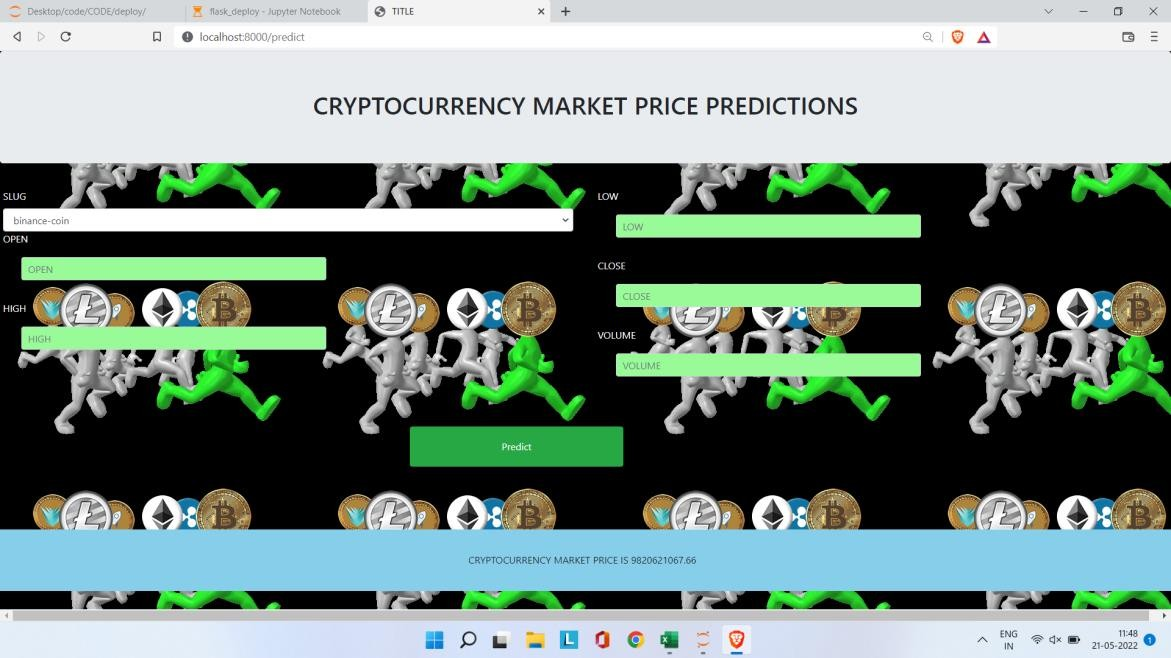 Desktop/code/CODE/deploy/
flask_deploy - Jupyter Notebook
TITLE
localhost:8000/predict
CRYPTOCURRENCY MARKET PRICE PREDICTIONS
SLUG
binance-coin
OPEN
OPEN
HIGH
HIGH
LOW
LOW
CLOSE
CLOSE
VOLUME
VOLUME
Predict
CRYPTOCURRENCY MARKET PRICE IS 9820621067.66
ENG
IN
11:48
21-05-2022
1